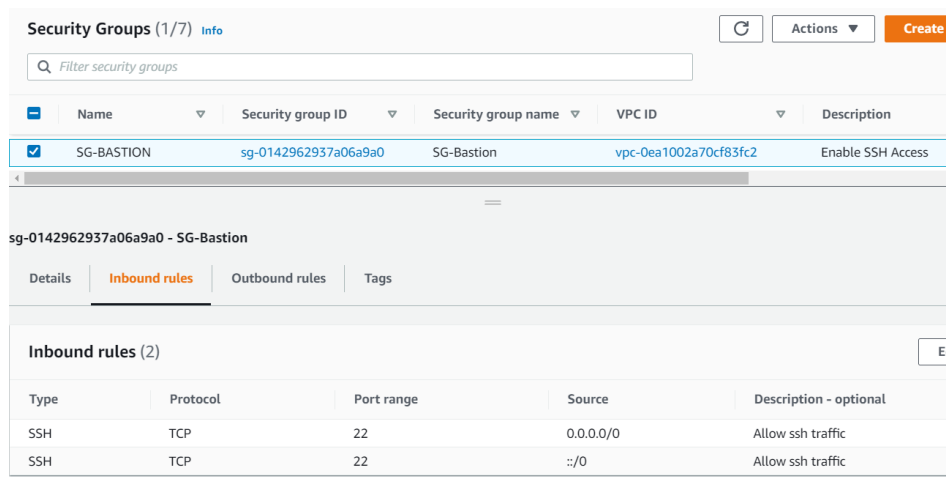 Security Groups (1/7) Info Actions Create
Filter security groups
Name Security group ID Security group name VPC ID Description
SG-BASTION sg-0142962937a06a9a0 SG-Bastion vpc-0ea1002a70cf83fc2 Enable SSH Access
sg-0142962937a06a9a0 - SG-Bastion
Details Inbound rules Outbound rules Tags
Inbound rules (2) E
Type Protocol Port range Source Description - optional
SSH TCP 22 0.0.0.0/0 Allow ssh traffic
SSH TCP 22 ::/0 Allow ssh traffic